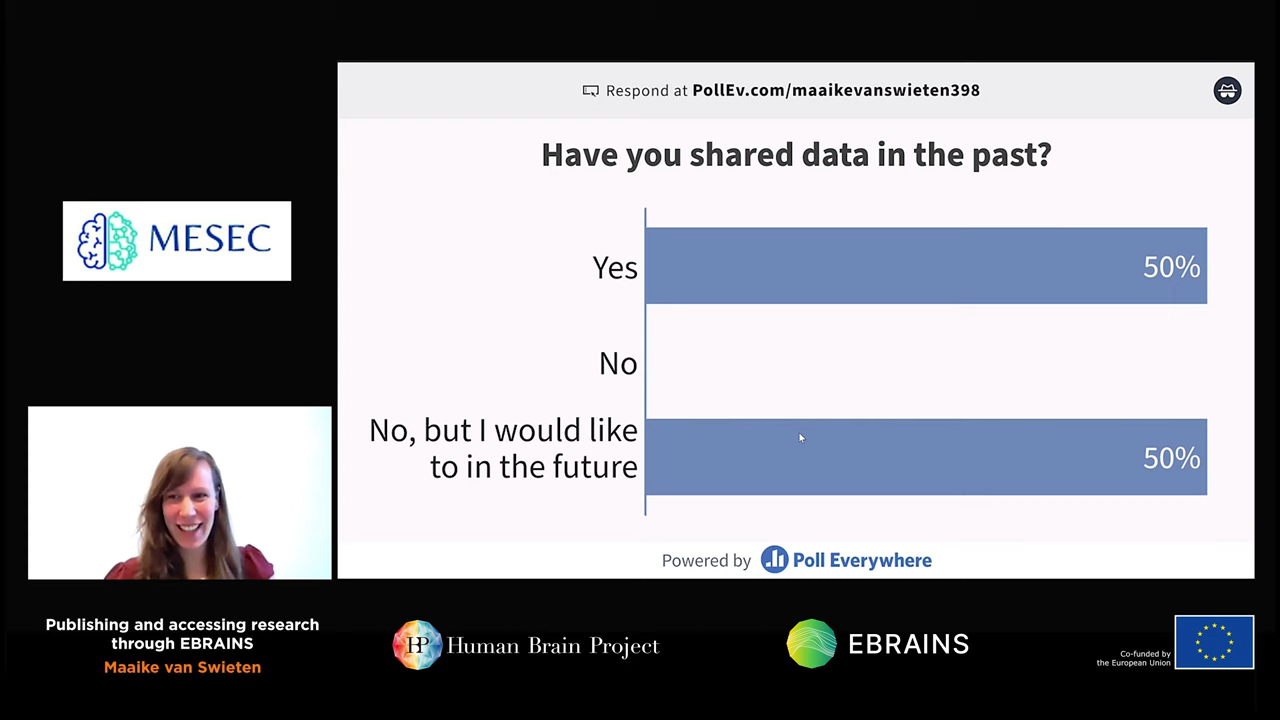 Respond at PollEv.com/maaikevanswieten398
Have you shared data in the past?
Yes
50%
No
No, but I would like
to in the future
50%
Powered by Poll Everywhere
MESEC
Publishing and accessing research
through EBRAINS
Maaike van Swieten
HBP Human Brain Project
EBRAINS
Co-funded by
the European Union